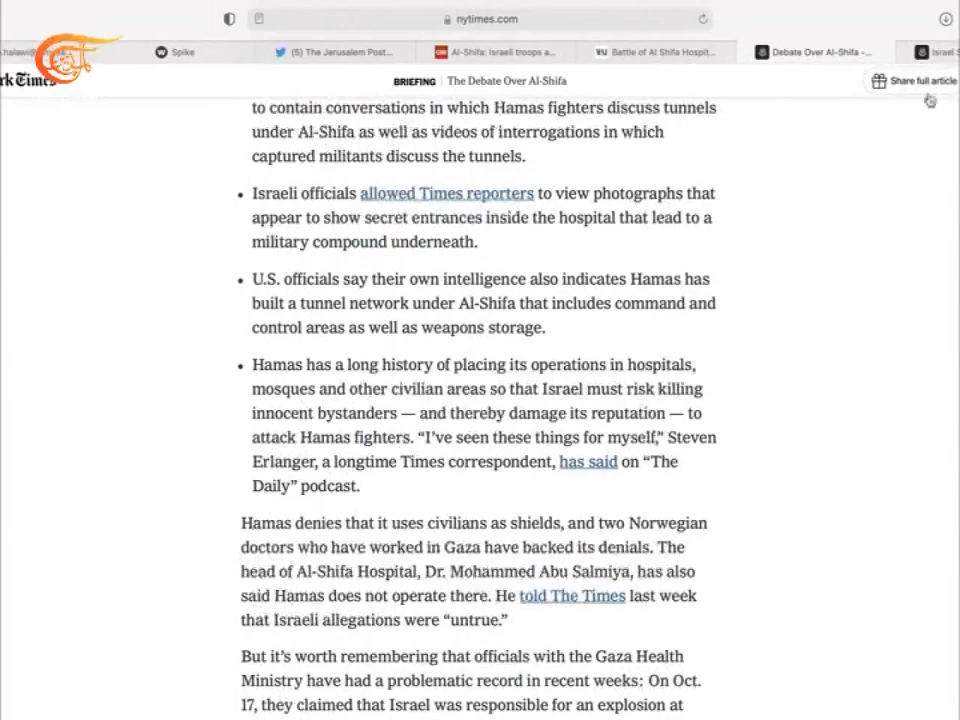 nytimes.com
.halawi@
Spike
(5) The Jerusalem Post...
Al-Shifa: Israeli troops a...
Battle of Al Shifa Hospit...
Debate Over Al-Shifa -...
Israel S
rk Times
BRIEFING | The Debate Over Al-Shifa
Share full article
to contain conversations in which Hamas fighters discuss tunnels
under Al-Shifa as well as videos of interrogations in which
captured militants discuss the tunnels.
• Israeli officials allowed Times reporters to view photographs that
appear to show secret entrances inside the hospital that lead to a
military compound underneath.
• U.S. officials say their own intelligence also indicates Hamas has
built a tunnel network under Al-Shifa that includes command and
control areas as well as weapons storage.
• Hamas has a long history of placing its operations in hospitals,
mosques and other civilian areas so that Israel must risk killing
innocent bystanders — and thereby damage its reputation — to
attack Hamas fighters. “I’ve seen these things for myself,” Steven
Erlanger, a longtime Times correspondent, has said on “The
Daily” podcast.
Hamas denies that it uses civilians as shields, and two Norwegian
doctors who have worked in Gaza have backed its denials. The
head of Al-Shifa Hospital, Dr. Mohammed Abu Salmiya, has also
said Hamas does not operate there. He told The Times last week
that Israeli allegations were “untrue.”
But it’s worth remembering that officials with the Gaza Health
Ministry have had a problematic record in recent weeks: On Oct.
17, they claimed that Israel was responsible for an explosion at